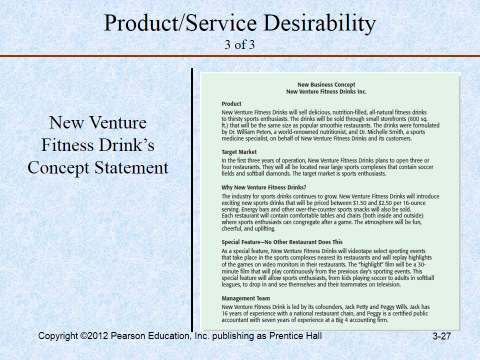 Product/Service Desirability
3 of 3
New Venture
Fitness Drink's
Concept Statement
New Business Concept
New Venture Fitness Drinks Inc.
Product
New Venture Fitness Drinks will sell delicious, nutrition-filled, all-natural fitness drinks
to thirsty sports enthusiasts. The drinks will be sold through small storefronts (600 sq.
ft.) that will be the same size as popular smoothie restaurants. The drinks were formulated
by Dr. William Peters, a world-renowned nutritionist, and Dr. Michelle Smith, a sports
medicine specialist, on behalf of New Venture Fitness Drinks and its customers.
Target Market
In the first three years of operation, New Venture Fitness Drinks plans to open three or
four restaurants. They will all be located near large sports complexes that contain soccer
fields and softball diamonds. The target market is sports enthusiasts.
Why New Venture Fitness Drinks?
The industry for sports drinks continues to grow. New Venture Fitness Drinks will introduce
exciting new sports drinks that will be priced between $1.50 and $2.50 per 16-ounce
serving. Energy bars and other over-the-counter sports snacks will also be sold.
Each restaurant will contain comfortable tables and chairs (both inside and outside)
where sports enthusiasts can congregate after a game. The atmosphere will be fun,
cheerful, and uplifting.
Special Feature—No Other Restaurant Does This
As a special feature, New Venture Fitness Drinks will videotape select sporting events
that take place in the sports complexes nearest its restaurants and will replay highlights
of the games on video monitors in their restaurants. The "highlight" film will be a 30-
minute film that will play continuously from the previous day's sporting events. This
special feature will allow sports enthusiasts, from kids playing soccer to adults in softball
leagues, to drop in and see themselves and their teammates on television.
Management Team
New Venture Fitness Drink is led by its cofounders, Jack Petty and Peggy Wills. Jack has
16 years of experience with a national restaurant chain, and Peggy is a certified public
accountant with seven years of experience at a Big 4 accounting firm.
Copyright ©2012 Pearson Education, Inc. publishing as Prentice Hall
3-27